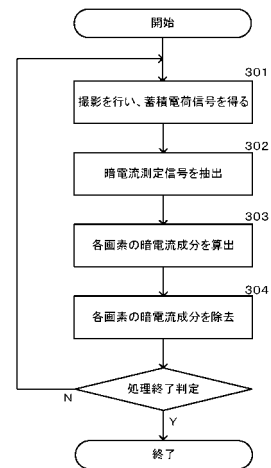 開始
301
撮影を行い、蓄積電荷信号を得る
302
暗電流測定信号を抽出
303
各画素の暗電流成分を算出
304
各画素の暗電流成分を除去
処理終了判定
N
Y
終了